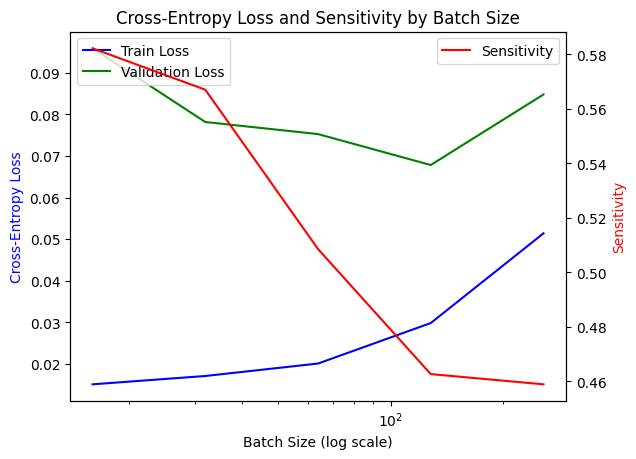 Cross-Entropy Loss and Sensitivity by Batch Size
Train Loss
Validation Loss
Sensitivity
0.09
0.08
0.07
0.06
0.05
0.04
0.03
0.02
Cross-Entropy Loss
0.58
0.56
0.54
0.52
0.50
0.48
0.46
Sensitivity
10²
Batch Size (log scale)